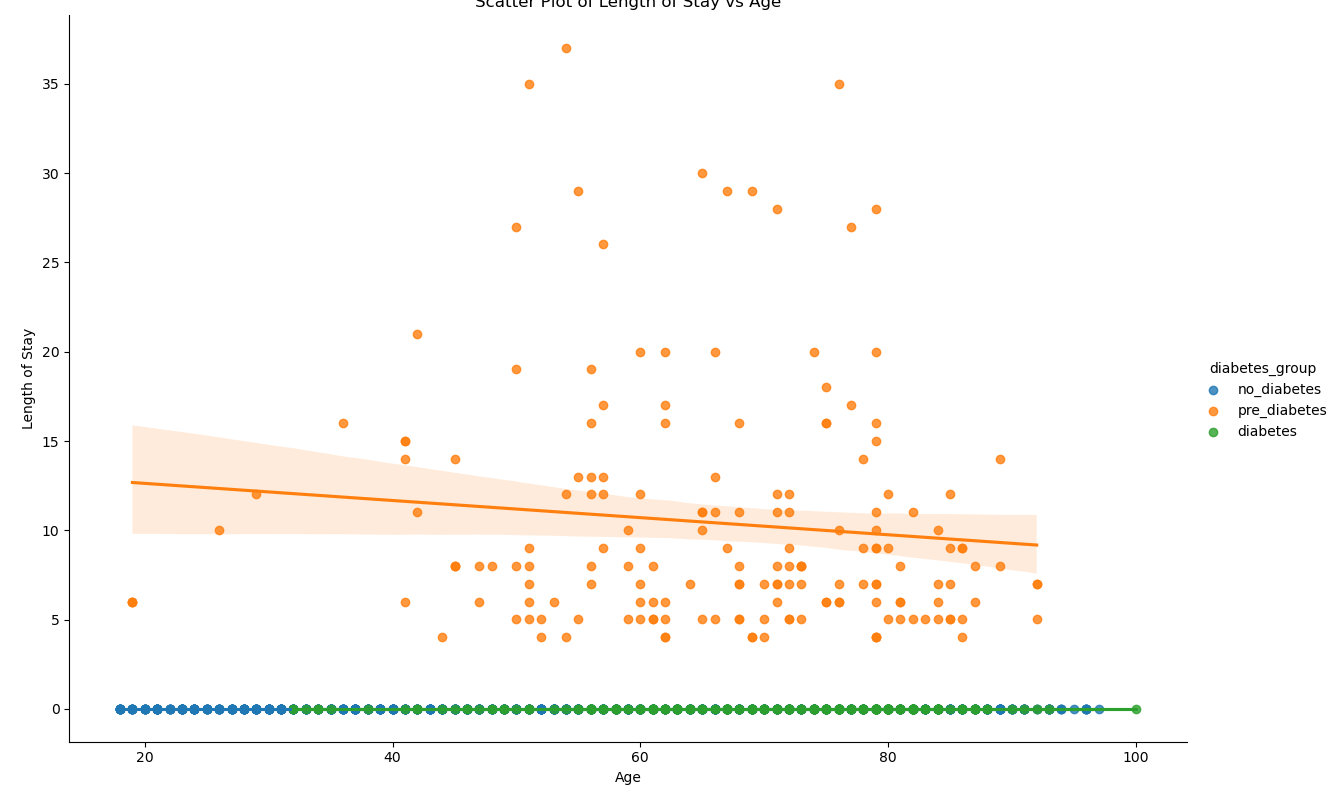 Scatter Plot of Length of Stay vs Age
35
30
25
20
15
10
5
0
Length of Stay
20 40 60 80 100
Age
diabetes_group
no_diabetes
pre_diabetes
diabetes